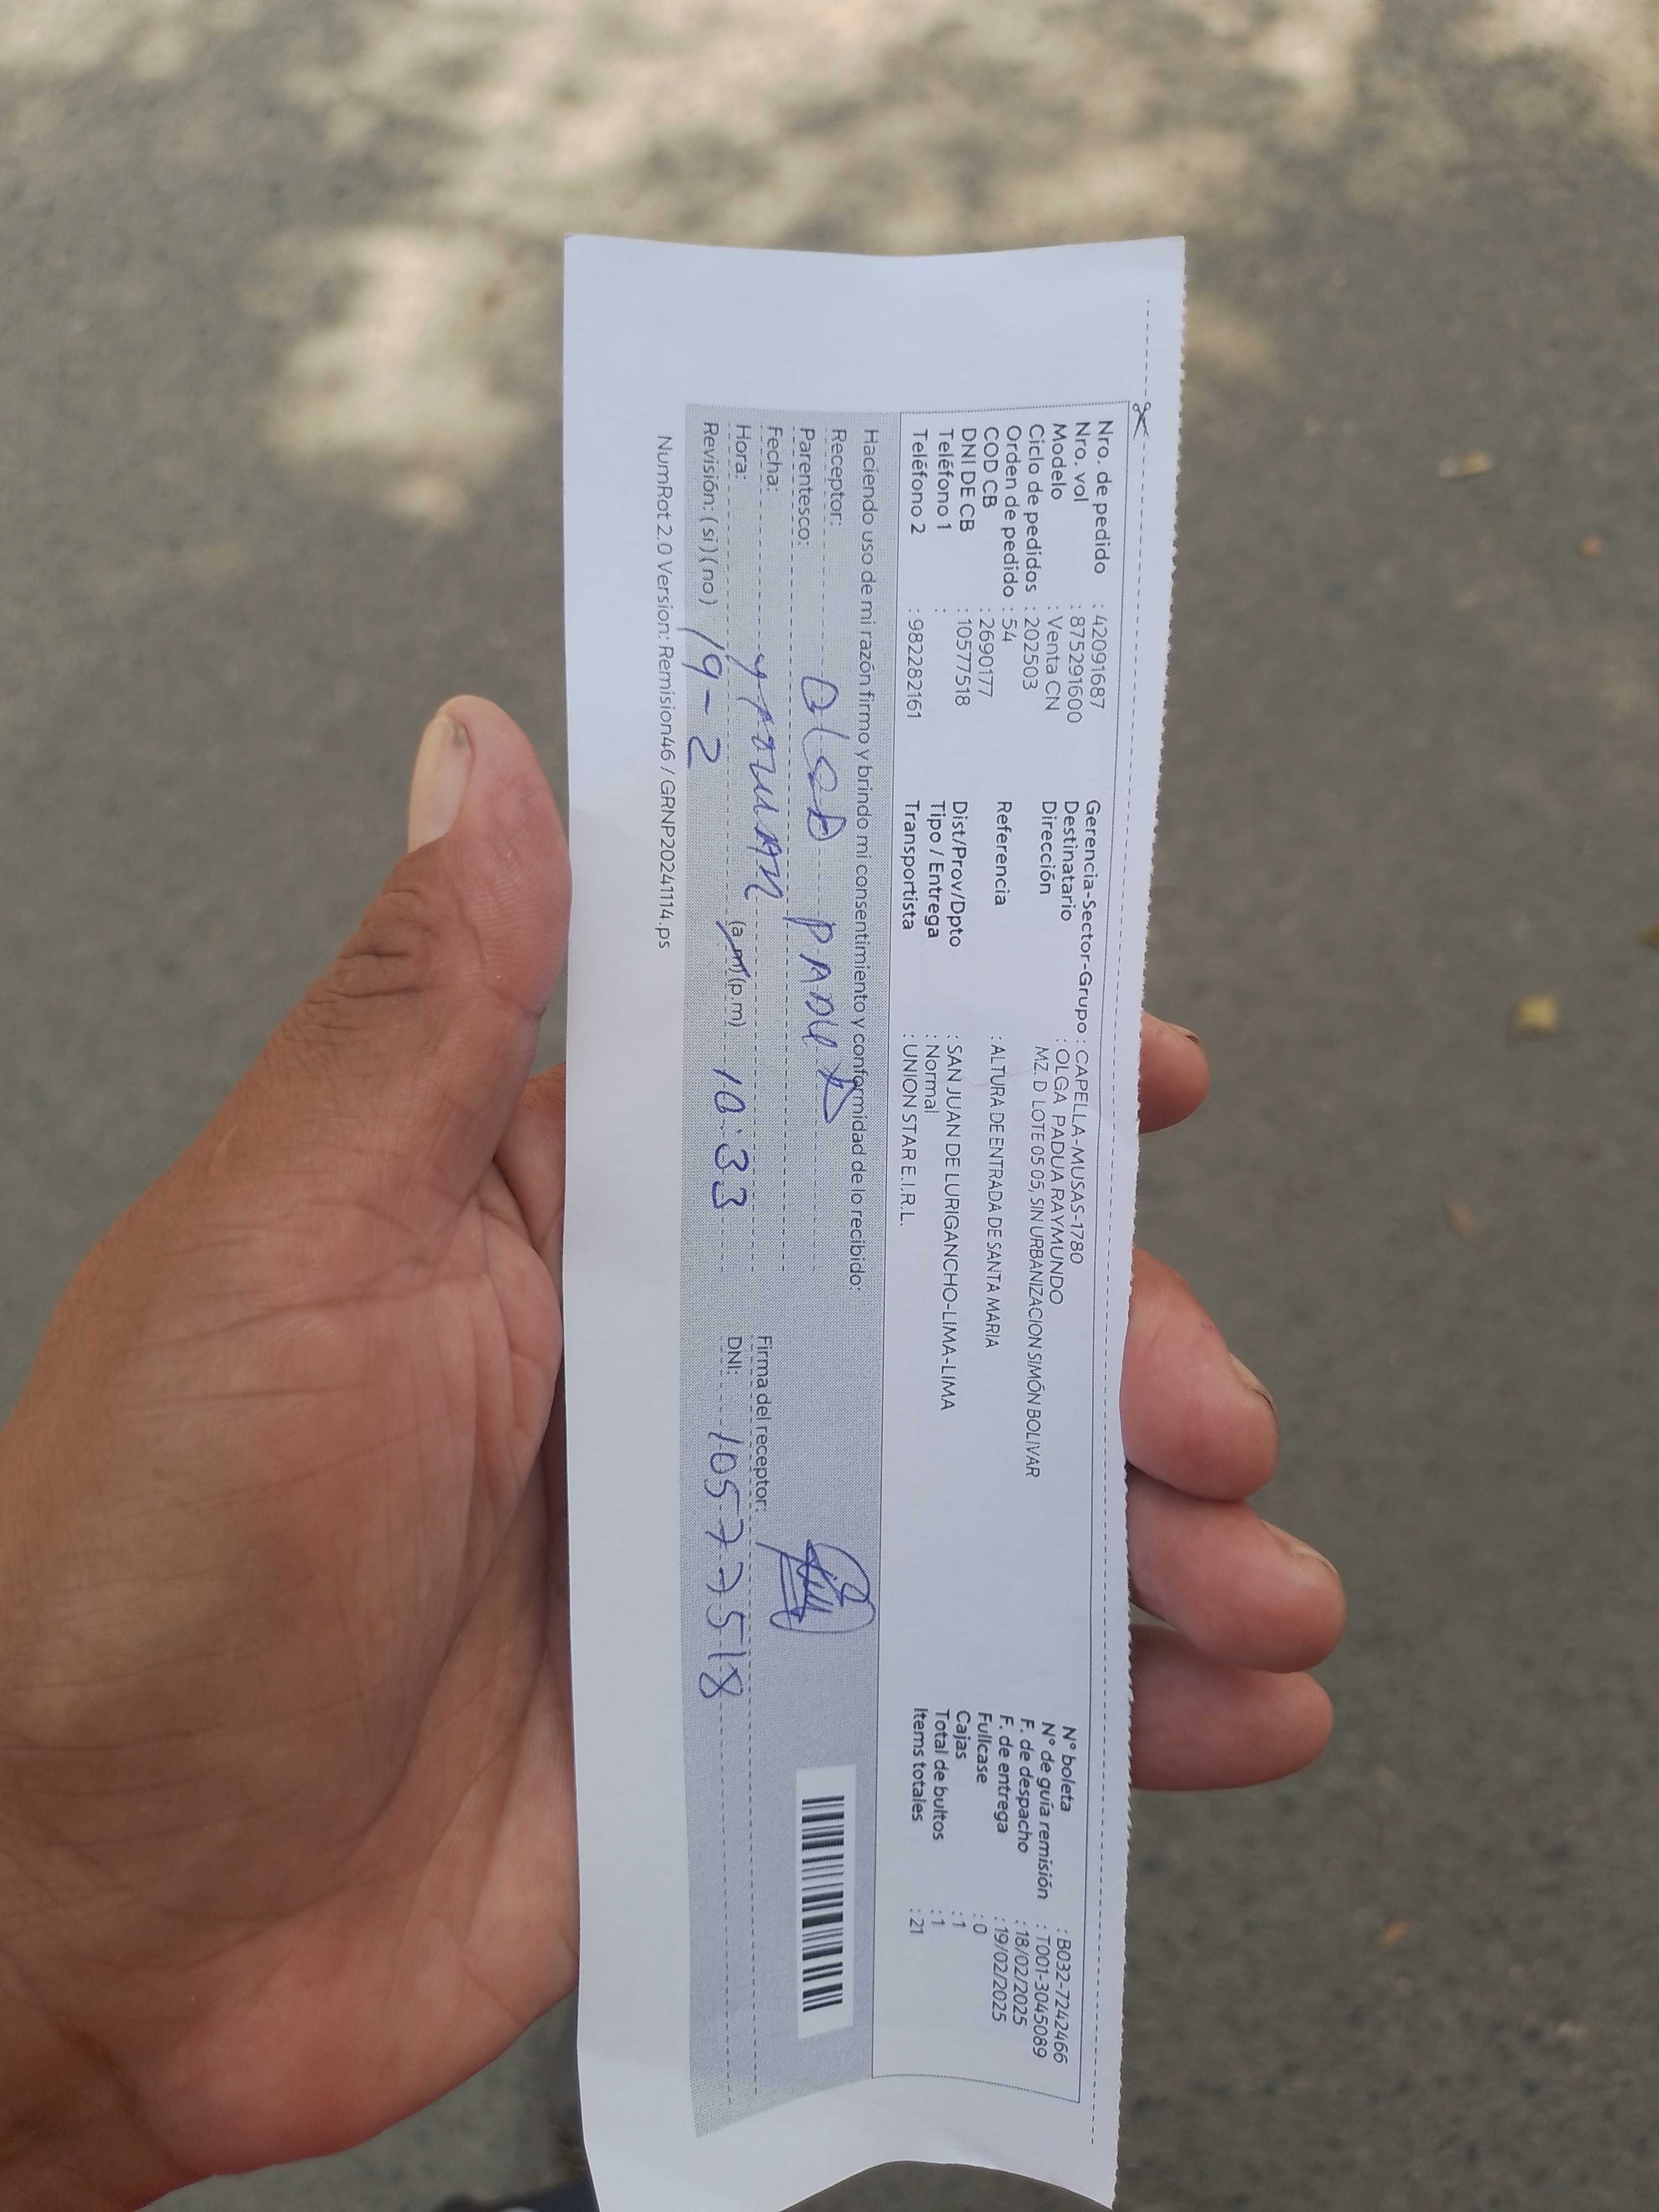 Nro. de pedido : 42091687
Nro. vol : 875291600
Modelo : Venta CN
Ciclo de pedidos : 202503
Orden de pedido : 54
COD CB : 2690177
DNI DE CB : 10577518
Teléfono 1 :
Teléfono 2 : 982282161
Gerencia-Sector-Grupo : CAPELLA-MUSAS-1780
Destinatario : OLGA PADUA RAYMUNDO
Dirección MZ. D LOTE 05 05, SIN URBANIZACION SIMÓN BOLIVAR
Referencia : ALTURA DE ENTRADA DE SANTA MARIA
Dist/Prov/Dpto : SAN JUAN DE LURIGANCHO-LIMA-LIMA
Tipo / Entrega : Normal
Transportista : UNION STAR E.I.R.L.
N° boleta : B032-7242466
N° de guía remisión : T001-3045089
F. de despacho : 18/02/2025
F. de entrega : 19/02/2025
Fullcase : 0
Cajas : 1
Total de bultos : 1
Items totales : 21
Haciendo uso de mi razón firmo y brindo mi consentimiento y conformidad de lo recibido:
Receptor: PADUA
Parentesco:
Fecha:
Hora: (a.m)(p.m) 10:33
Revisión: (si)(no) 19-2
Firma del receptor:
DNI: 10577518
NumRot 2.0 Version: Remision46 / GRNP20241114.ps